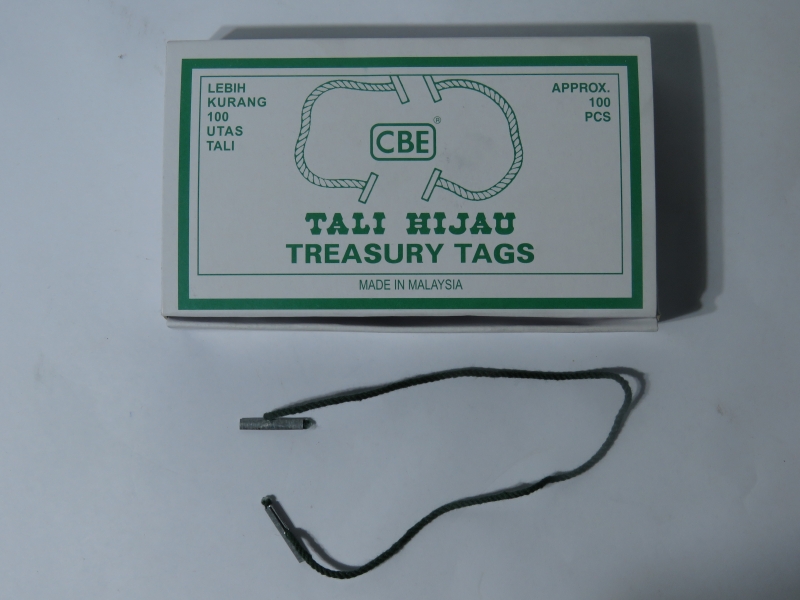 LEBIH
KURANG
100
UTAS
TALI
APPROX.
100
PCS
CBE®
TALI HIJAU
TREASURY TAGS
MADE IN MALAYSIA